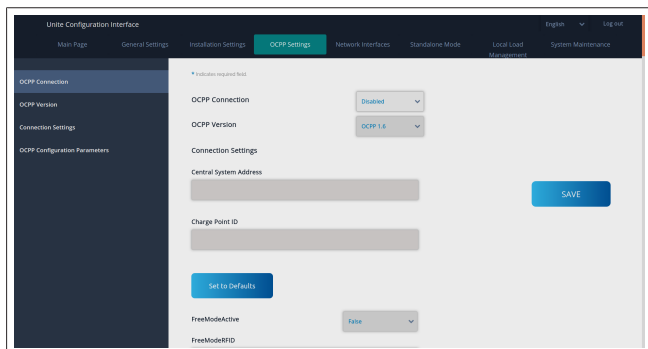 Unite Configuration Interface
English
Log out
Main Page
General Settings
Installation Settings
OCPP Settings
Network Interfaces
Standalone Mode
Local Load
Management
System Maintenance
OCPP Connection
OCPP Version
Connection Settings
OCPP Configuration Parameters
* Indicates required field.
OCPP Connection
Disabled
OCPP Version
OCPP 1.6
Connection Settings
Central System Address
SAVE
Charge Point ID
Set to Defaults
FreeModeActive
False
FreeModeRFID